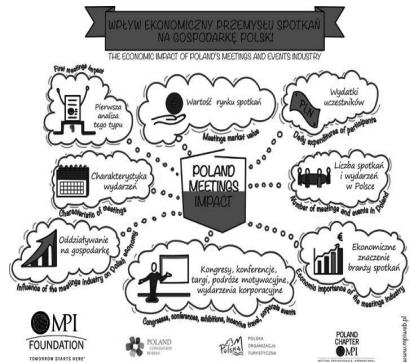 WPŁYW EKONOMICZNY PRZEMYSŁU SPOTKAŃ
NA GOSPODARKĘ POLSKI
THE ECONOMIC IMPACT OF POLAND'S MEETINGS AND EVENTS INDUSTRY
First meetings impact
Pierwsza
analiza
tego typu
Wartość rynku spotkań
Meetings market value
PLN
Wydatki
uczestników
Daily expenditures of participants
Charakterystyka
wydarzeń
Characteristic of meetings
POLAND
MEETINGS
IMPACT
Liczba spotkań
i wydarzeń
w Polsce
Number of meetings and events in Poland
Oddziaływanie
na gospodarkę
Influence of the meetings industry on Polish economy
Kongresy, konferencje,
targi, podróże motywacyjne,
wydarzenia korporacyjne
Congresses, conferences, exhibitions, incentive travel, corporate events
€
Ekonomiczne
znaczenie
branży spotkań
Economic importance of the meetings industry
MPI
FOUNDATION
TOMORROW STARTS HERE
POLAND
CONVENTION
BUREAU
Polska
POLSKA
ORGANIZACJA
TURYSTYCZNA
POLAND
CHAPTER
MPI
www.mpiweb.pl